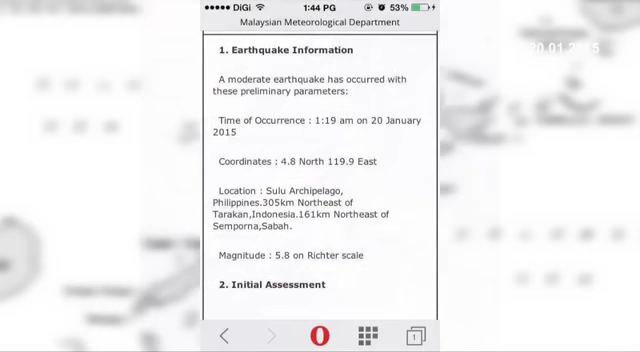 DiGi 1:44 PG 53%
Malaysian Meteorological Department
20.01.2015
1. Earthquake Information
A moderate earthquake has occurred with
these preliminary parameters:
Time of Occurrence : 1:19 am on 20 January
2015
Coordinates : 4.8 North 119.9 East
Location : Sulu Archipelago,
Philippines.305km Northeast of
Tarakan,Indonesia.161km Northeast of
Semporna,Sabah.
Magnitude : 5.8 on Richter scale
2. Initial Assessment
1